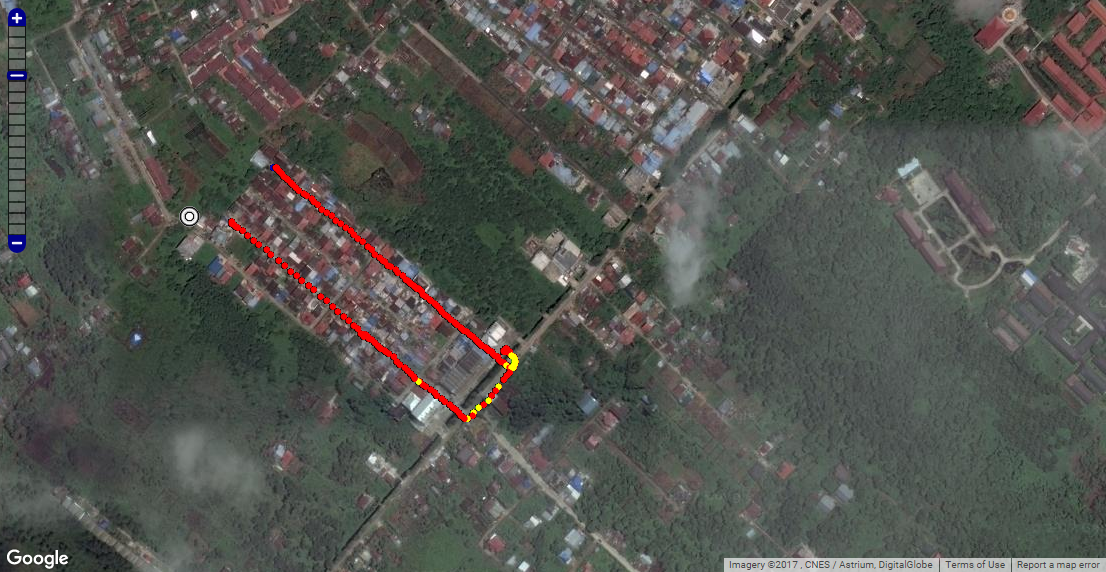 Google
Imagery ©2017 , CNES / Astrium, DigitalGlobe
Terms of Use
Report a map error